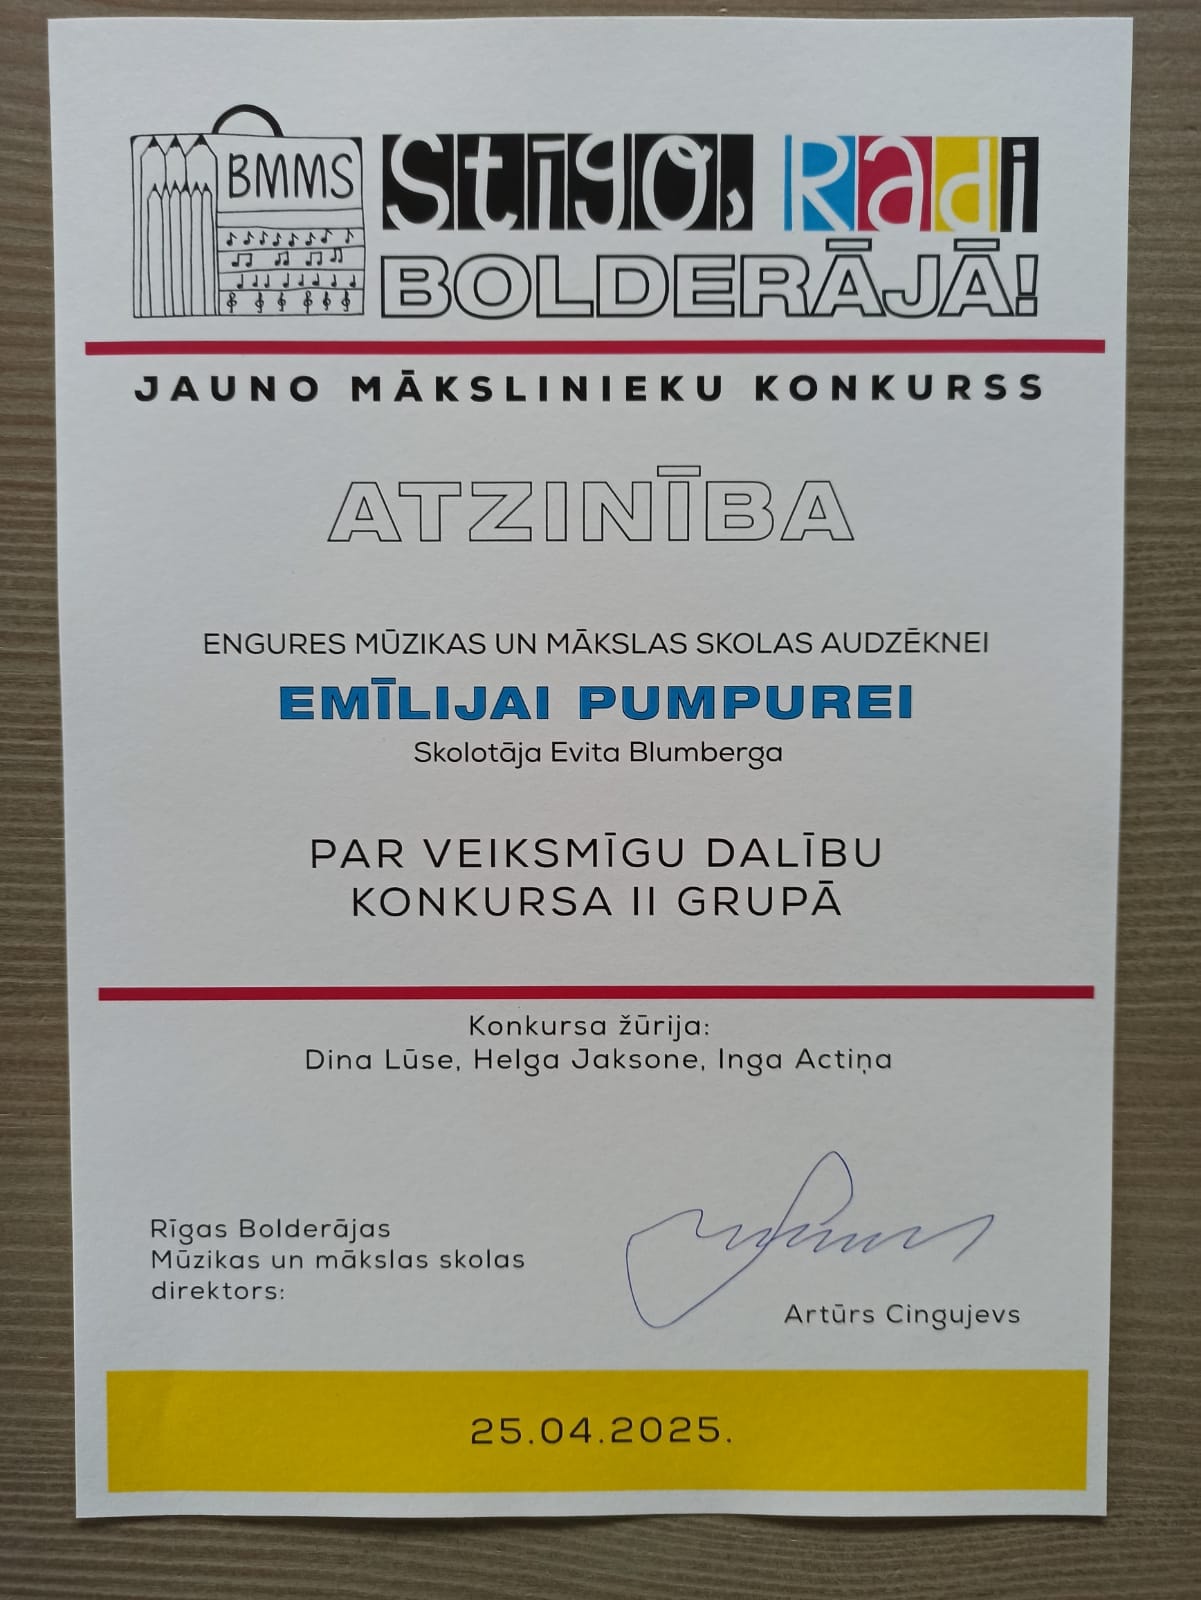 BMMS
Stīgo, Radi
BOLDERĀJĀ!
JAUNO MĀKSLINIEKU KONKURSS
ATZINĪBA
ENGURES MŪZIKAS UN MĀKSLAS SKOLAS AUDZĒKNEI
EMĪLIJAI PUMPUREI
Skolotāja Evita Blumberga
PAR VEIKSMĪGU DALĪBU
KONKURSA II GRUPĀ
Konkursa žūrija:
Dina Lūse, Helga Jaksone, Inga Actiņa
Rīgas Bolderājas
Mūzikas un mākslas skolas
direktors:
Artūrs Cingujevs
25.04.2025.